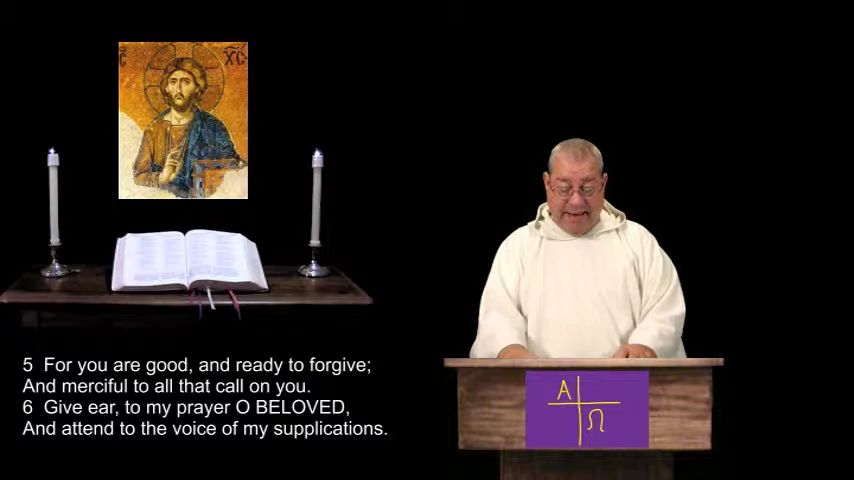 X͞C
5 For you are good, and ready to forgive;
And merciful to all that call on you.
6 Give ear, to my prayer O BELOVED,
And attend to the voice of my supplications.
A
Ω